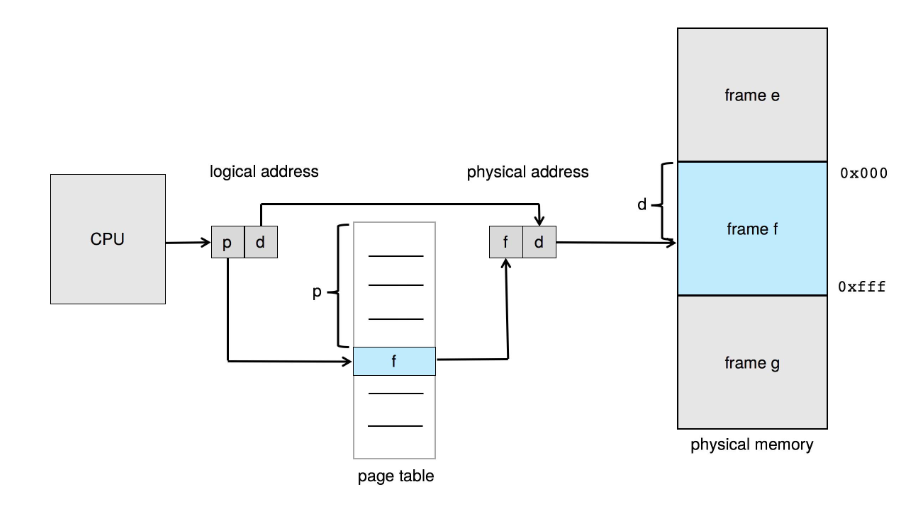 frame e
logical address
physical address
0x000
d
CPU
p d
f d
frame f
p
0xfff
f
frame g
physical memory
page table